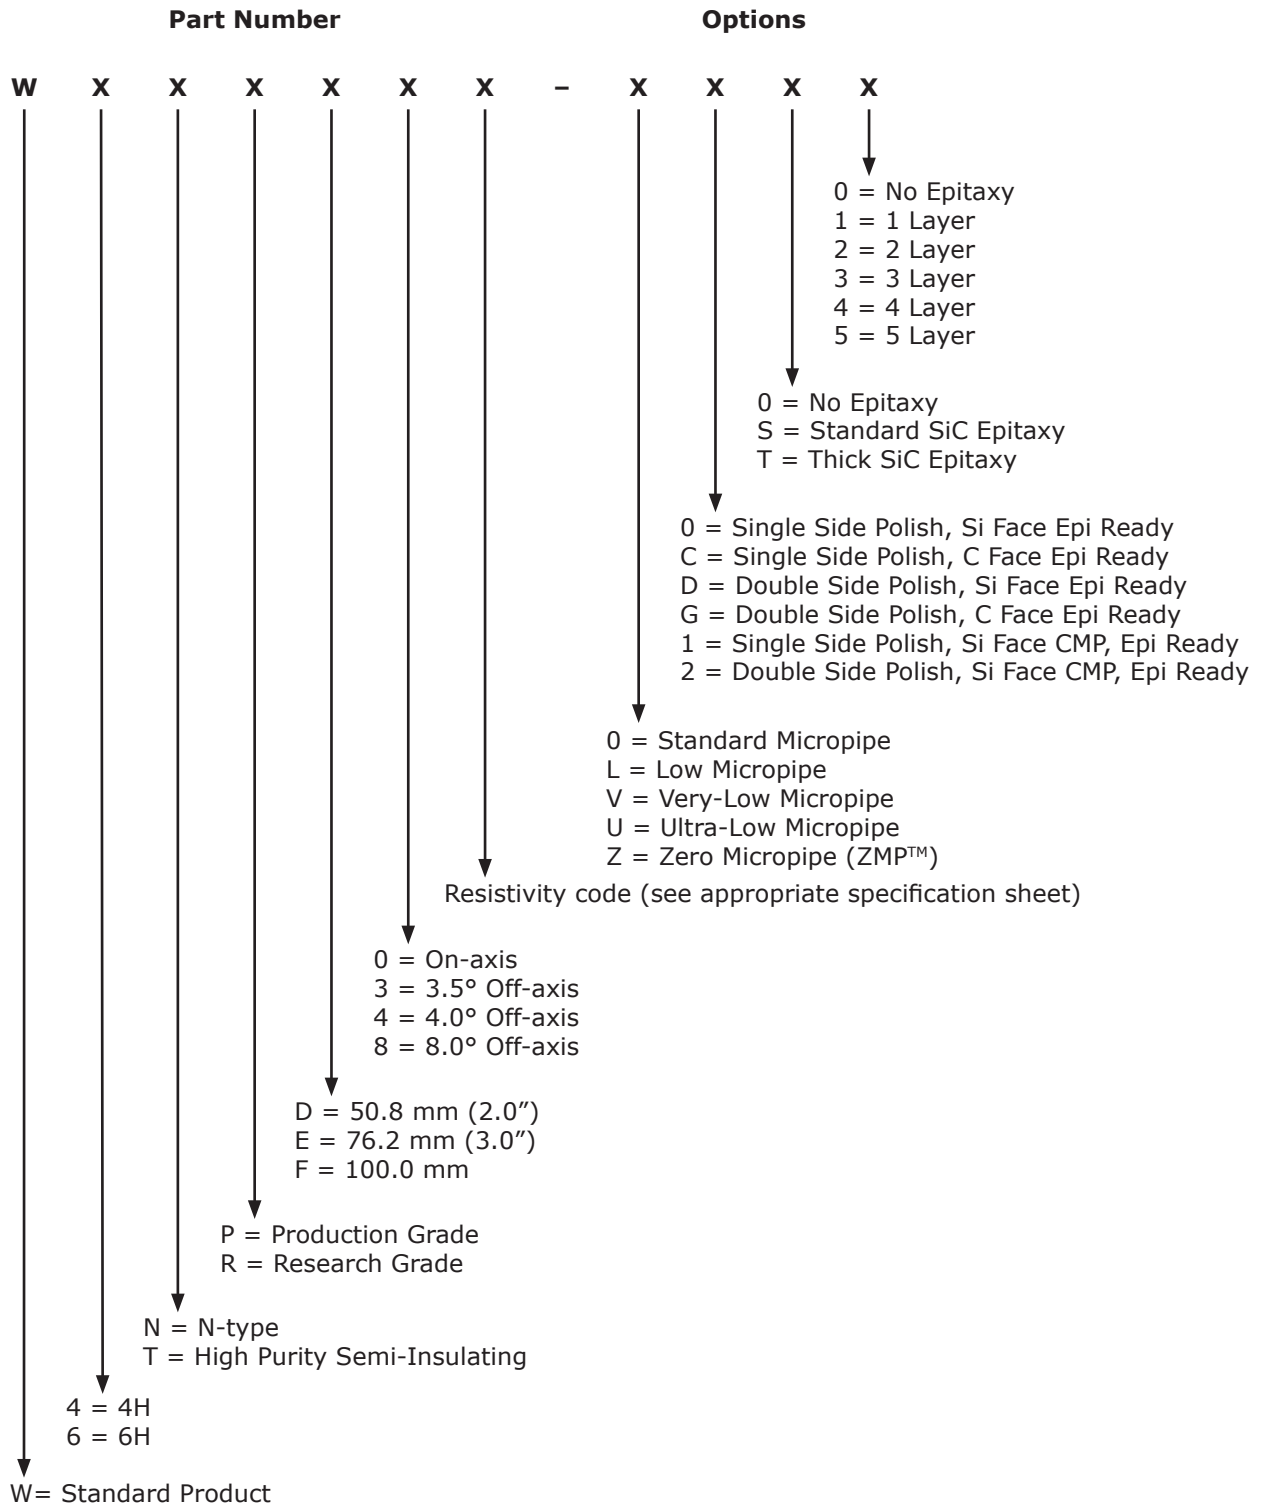 Part Number Options
W X X X X X X – X X X X
0 = No Epitaxy
1 = 1 Layer
2 = 2 Layer
3 = 3 Layer
4 = 4 Layer
5 = 5 Layer
0 = No Epitaxy
S = Standard SiC Epitaxy
T = Thick SiC Epitaxy
0 = Single Side Polish, Si Face Epi Ready
C = Single Side Polish, C Face Epi Ready
D = Double Side Polish, Si Face Epi Ready
G = Double Side Polish, C Face Epi Ready
1 = Single Side Polish, Si Face CMP, Epi Ready
2 = Double Side Polish, Si Face CMP, Epi Ready
0 = Standard Micropipe
L = Low Micropipe
V = Very-Low Micropipe
U = Ultra-Low Micropipe
Z = Zero Micropipe (ZMP™)
Resistivity code (see appropriate specification sheet)
0 = On-axis
3 = 3.5° Off-axis
4 = 4.0° Off-axis
8 = 8.0° Off-axis
D = 50.8 mm (2.0″)
E = 76.2 mm (3.0″)
F = 100.0 mm
P = Production Grade
R = Research Grade
N = N-type
T = High Purity Semi-Insulating
4 = 4H
6 = 6H
W= Standard Product